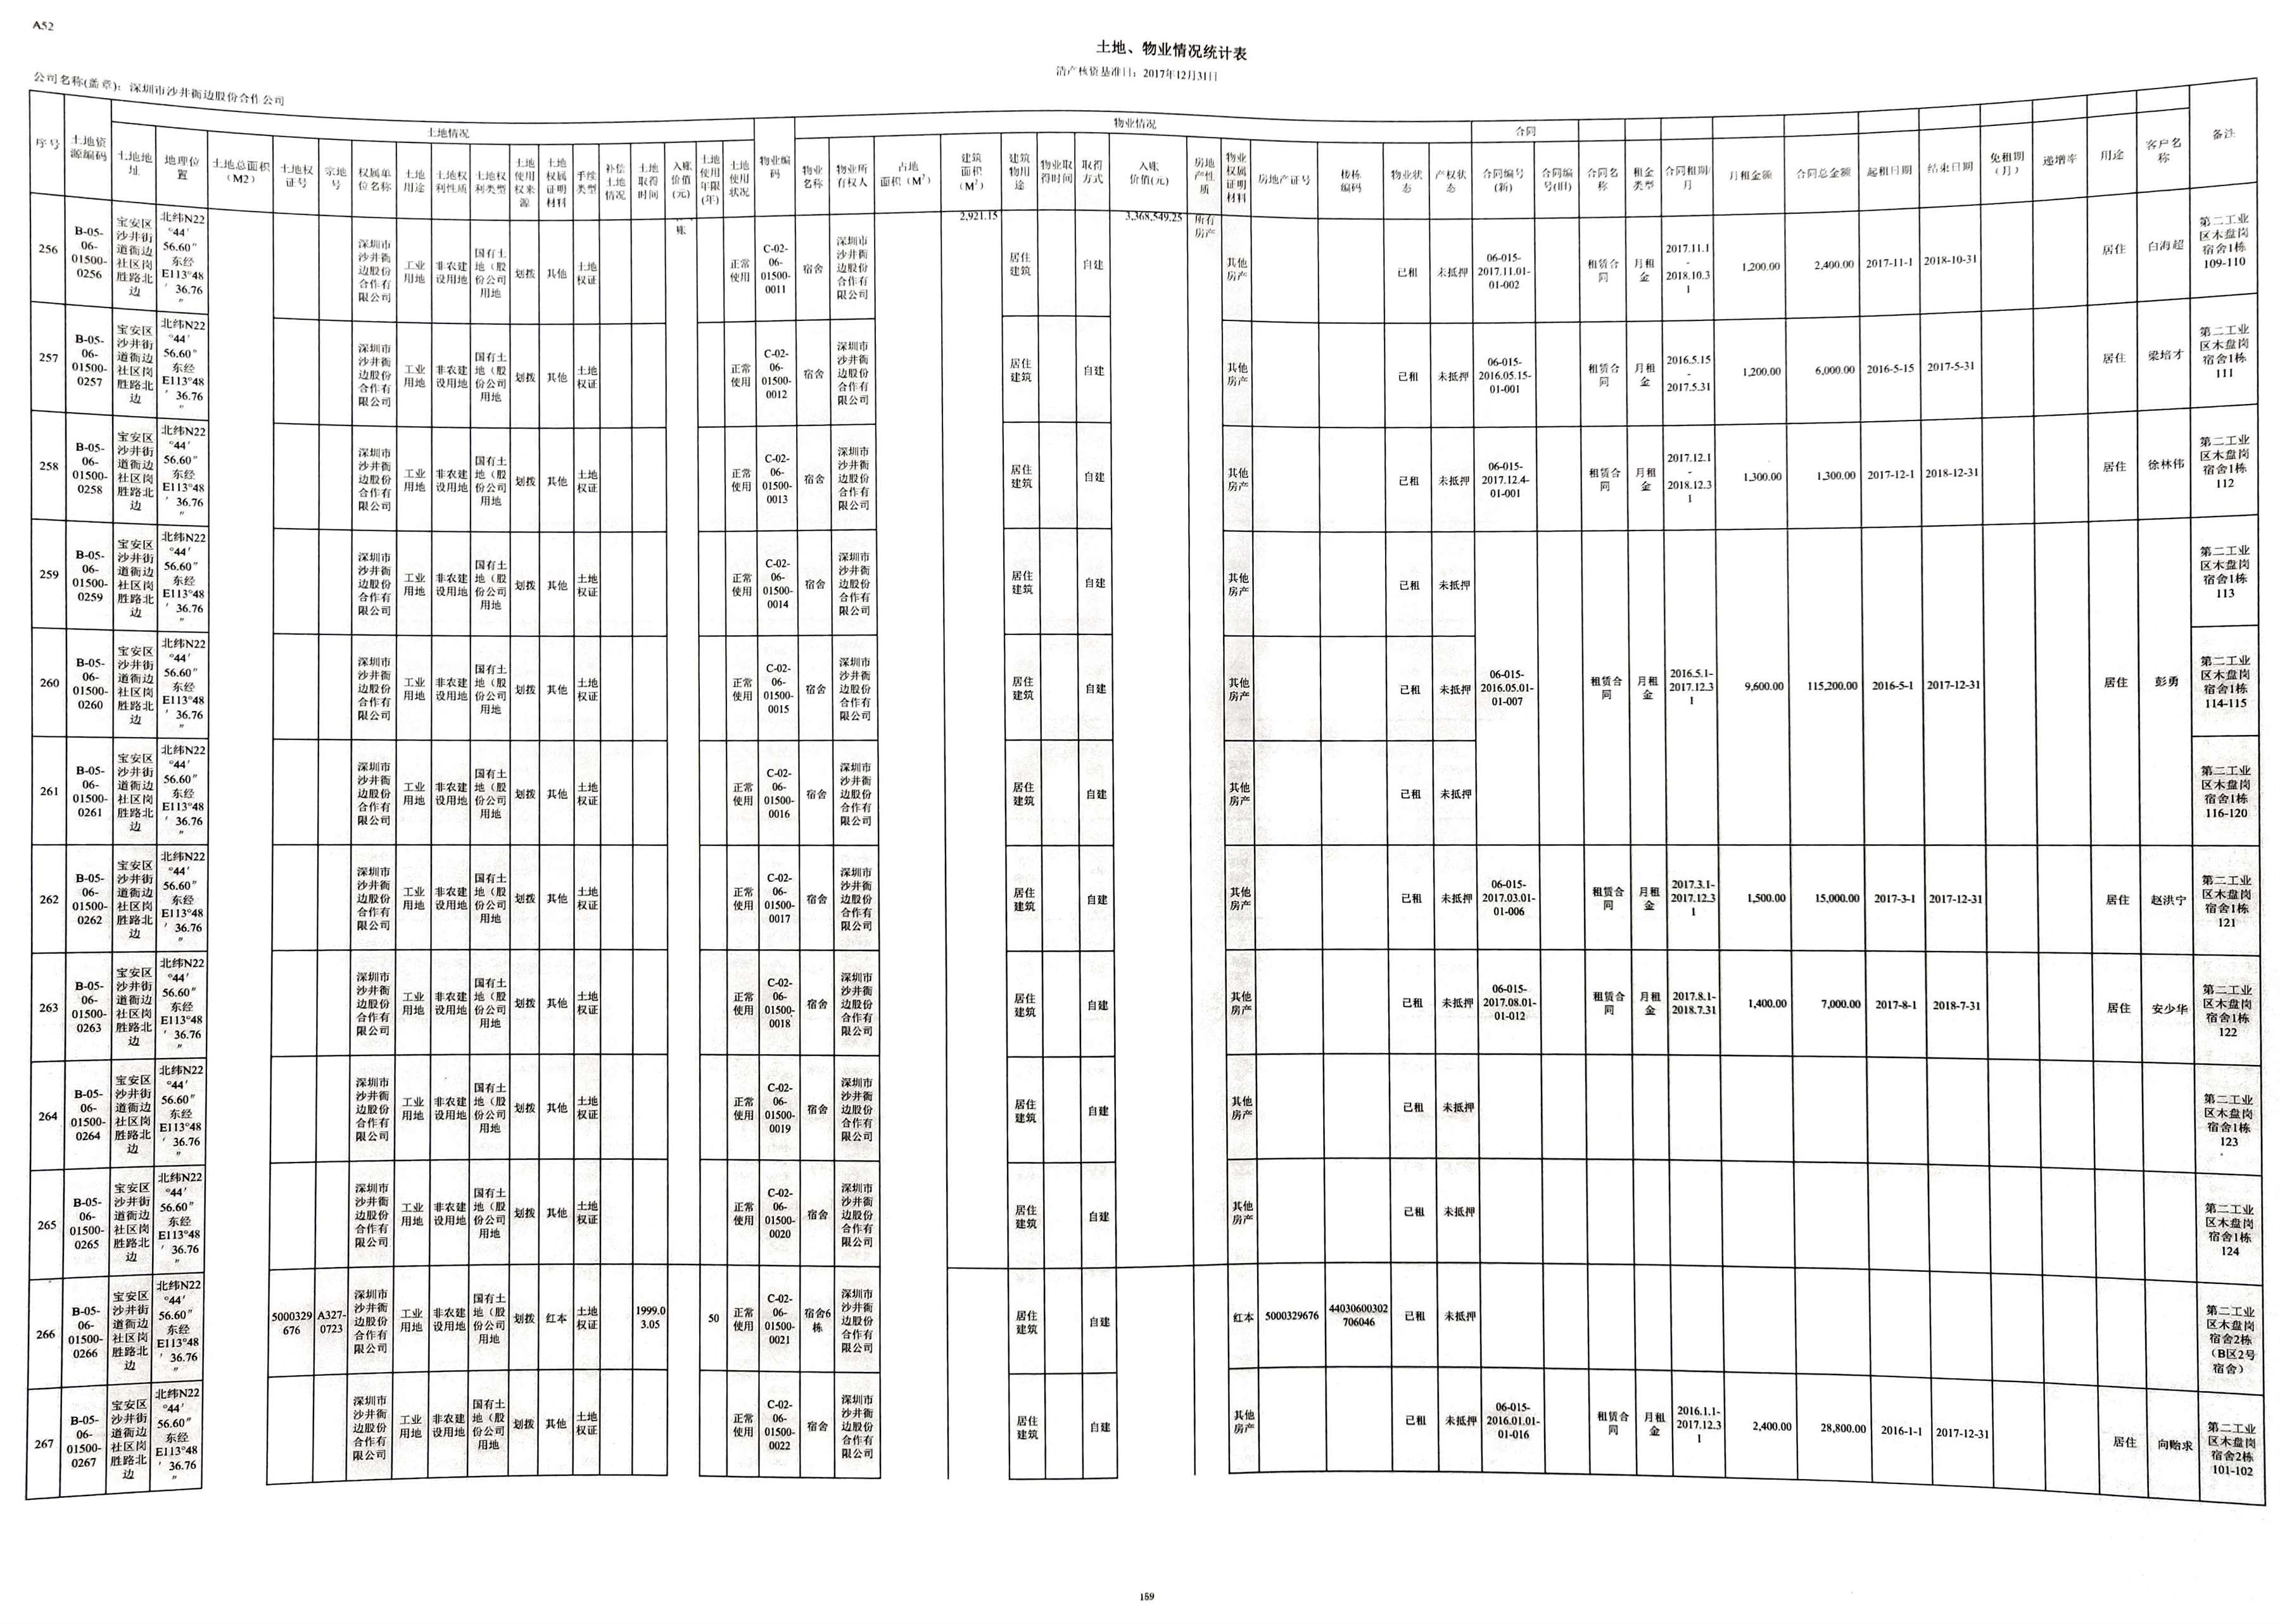 A52
土地、物业情况统计表
清产核资基准日：2017年12月31日
公司名称(盖章)：深圳市沙井衙边股份合作公司
土地情况 物业情况 合同
序号 土地资源编码 土地地址 地理位置 土地总面积（M2） 土地权证号 宗地号 权属单位名称 土地用途 土地权利性质 土地权利类型 土地使用权来源 土地权属证明材料 手续类型 补偿土地情况 土地取得时间 入账价值(元) 土地使用年限(年) 土地使用状况 物业编码 物业名称 物业所有权人 占地面积（M²） 建筑面积（M²） 建筑物用途 物业取得时间 取得方式 入账价值(元) 房地产性质 物业权属证明材料 房地产证号 楼栋编码 物业状态 产权状态 合同编号(新) 合同编号(旧) 合同名称 租金类型 合同租期/月 月租金额 合同总金额 起租日期 结束日期 免租期（月） 递增率 用途 客户名称 备注
256 B-05-06-01500-0256 宝安区沙井街道衙边社区岗胜路北边 北纬N22°44′56.60″东经E113°48′36.76″ 深圳市沙井衙边股份合作有限公司 工业用地 非农建设用地 国有土地（股份公司用地 划拨 其他 土地权证 账 正常使用 C-02-06-01500-0011 宿舍 深圳市沙井衙边股份合作有限公司 2,921.15 居住建筑 自建 3,368,549.25 所有房产 其他房产 已租 未抵押 06-015-2017.11.01-01-002 租赁合同 月租金 2017.11.1-2018.10.31 1,200.00 2,400.00 2017-11-1 2018-10-31 居住 白海超 第二工业区木盘岗宿舍1栋109-110
257 B-05-06-01500-0257 宝安区沙井街道衙边社区岗胜路北边 北纬N22°44′56.60″东经E113°48′36.76″ 深圳市沙井衙边股份合作有限公司 工业用地 非农建设用地 国有土地（股份公司用地 划拨 其他 土地权证 正常使用 C-02-06-01500-0012 宿舍 深圳市沙井衙边股份合作有限公司 居住建筑 自建 其他房产 已租 未抵押 06-015-2016.05.15-01-001 租赁合同 月租金 2016.5.15-2017.5.31 1,200.00 6,000.00 2016-5-15 2017-5-31 居住 梁培才 第二工业区木盘岗宿舍1栋111
258 B-05-06-01500-0258 宝安区沙井街道衙边社区岗胜路北边 北纬N22°44′56.60″东经E113°48′36.76″ 深圳市沙井衙边股份合作有限公司 工业用地 非农建设用地 国有土地（股份公司用地 划拨 其他 土地权证 正常使用 C-02-06-01500-0013 宿舍 深圳市沙井衙边股份合作有限公司 居住建筑 自建 其他房产 已租 未抵押 06-015-2017.12.4-01-001 租赁合同 月租金 2017.12.1-2018.12.31 1,300.00 1,300.00 2017-12-1 2018-12-31 居住 徐林伟 第二工业区木盘岗宿舍1栋112
259 B-05-06-01500-0259 宝安区沙井街道衙边社区岗胜路北边 北纬N22°44′56.60″东经E113°48′36.76″ 深圳市沙井衙边股份合作有限公司 工业用地 非农建设用地 国有土地（股份公司用地 划拨 其他 土地权证 正常使用 C-02-06-01500-0014 宿舍 深圳市沙井衙边股份合作有限公司 居住建筑 自建 其他房产 已租 未抵押 第二工业区木盘岗宿舍1栋113
260 B-05-06-01500-0260 宝安区沙井街道衙边社区岗胜路北边 北纬N22°44′56.60″东经E113°48′36.76″ 深圳市沙井衙边股份合作有限公司 工业用地 非农建设用地 国有土地（股份公司用地 划拨 其他 土地权证 正常使用 C-02-06-01500-0015 宿舍 深圳市沙井衙边股份合作有限公司 居住建筑 自建 其他房产 已租 未抵押 06-015-2016.05.01-01-007 租赁合同 月租金 2016.5.1-2017.12.31 9,600.00 115,200.00 2016-5-1 2017-12-31 居住 彭勇 第二工业区木盘岗宿舍1栋114-115
261 B-05-06-01500-0261 宝安区沙井街道衙边社区岗胜路北边 北纬N22°44′56.60″东经E113°48′36.76″ 深圳市沙井衙边股份合作有限公司 工业用地 非农建设用地 国有土地（股份公司用地 划拨 其他 土地权证 正常使用 C-02-06-01500-0016 宿舍 深圳市沙井衙边股份合作有限公司 居住建筑 自建 其他房产 已租 未抵押 第二工业区木盘岗宿舍1栋116-120
262 B-05-06-01500-0262 宝安区沙井街道衙边社区岗胜路北边 北纬N22°44′56.60″东经E113°48′36.76″ 深圳市沙井衙边股份合作有限公司 工业用地 非农建设用地 国有土地（股份公司用地 划拨 其他 土地权证 正常使用 C-02-06-01500-0017 宿舍 深圳市沙井衙边股份合作有限公司 居住建筑 自建 其他房产 已租 未抵押 06-015-2017.03.01-01-006 租赁合同 月租金 2017.3.1-2017.12.31 1,500.00 15,000.00 2017-3-1 2017-12-31 居住 赵洪宁 第二工业区木盘岗宿舍1栋121
263 B-05-06-01500-0263 宝安区沙井街道衙边社区岗胜路北边 北纬N22°44′56.60″东经E113°48′36.76″ 深圳市沙井衙边股份合作有限公司 工业用地 非农建设用地 国有土地（股份公司用地 划拨 其他 土地权证 正常使用 C-02-06-01500-0018 宿舍 深圳市沙井衙边股份合作有限公司 居住建筑 自建 其他房产 已租 未抵押 06-015-2017.08.01-01-012 租赁合同 月租金 2017.8.1-2018.7.31 1,400.00 7,000.00 2017-8-1 2018-7-31 居住 安少华 第二工业区木盘岗宿舍1栋122
264 B-05-06-01500-0264 宝安区沙井街道衙边社区岗胜路北边 北纬N22°44′56.60″东经E113°48′36.76″ 深圳市沙井衙边股份合作有限公司 工业用地 非农建设用地 国有土地（股份公司用地 划拨 其他 土地权证 正常使用 C-02-06-01500-0019 宿舍 深圳市沙井衙边股份合作有限公司 居住建筑 自建 其他房产 已租 未抵押 第二工业区木盘岗宿舍1栋123
265 B-05-06-01500-0265 宝安区沙井街道衙边社区岗胜路北边 北纬N22°44′56.60″东经E113°48′36.76″ 深圳市沙井衙边股份合作有限公司 工业用地 非农建设用地 国有土地（股份公司用地 划拨 其他 土地权证 正常使用 C-02-06-01500-0020 宿舍 深圳市沙井衙边股份合作有限公司 居住建筑 自建 其他房产 已租 未抵押 第二工业区木盘岗宿舍1栋124
266 B-05-06-01500-0266 宝安区沙井街道衙边社区岗胜路北边 北纬N22°44′56.60″东经E113°48′36.76″ 5000329676 A327-0723 深圳市沙井衙边股份合作有限公司 工业用地 非农建设用地 国有土地（股份公司用地 划拨 红本 土地权证 1999.03.05 50 正常使用 C-02-06-01500-0021 宿舍6栋 深圳市沙井衙边股份合作有限公司 居住建筑 自建 红本 5000329676 44030600302706046 已租 未抵押 第二工业区木盘岗宿舍2栋（B区2号宿舍）
267 B-05-06-01500-0267 宝安区沙井街道衙边社区岗胜路北边 北纬N22°44′56.60″东经E113°48′36.76″ 深圳市沙井衙边股份合作有限公司 工业用地 非农建设用地 国有土地（股份公司用地 划拨 其他 土地权证 正常使用 C-02-06-01500-0022 宿舍 深圳市沙井衙边股份合作有限公司 居住建筑 自建 其他房产 已租 未抵押 06-015-2016.01.01-01-016 租赁合同 月租金 2016.1.1-2017.12.31 2,400.00 28,800.00 2016-1-1 2017-12-31 居住 向贻求 第二工业区木盘岗宿舍2栋101-102
159